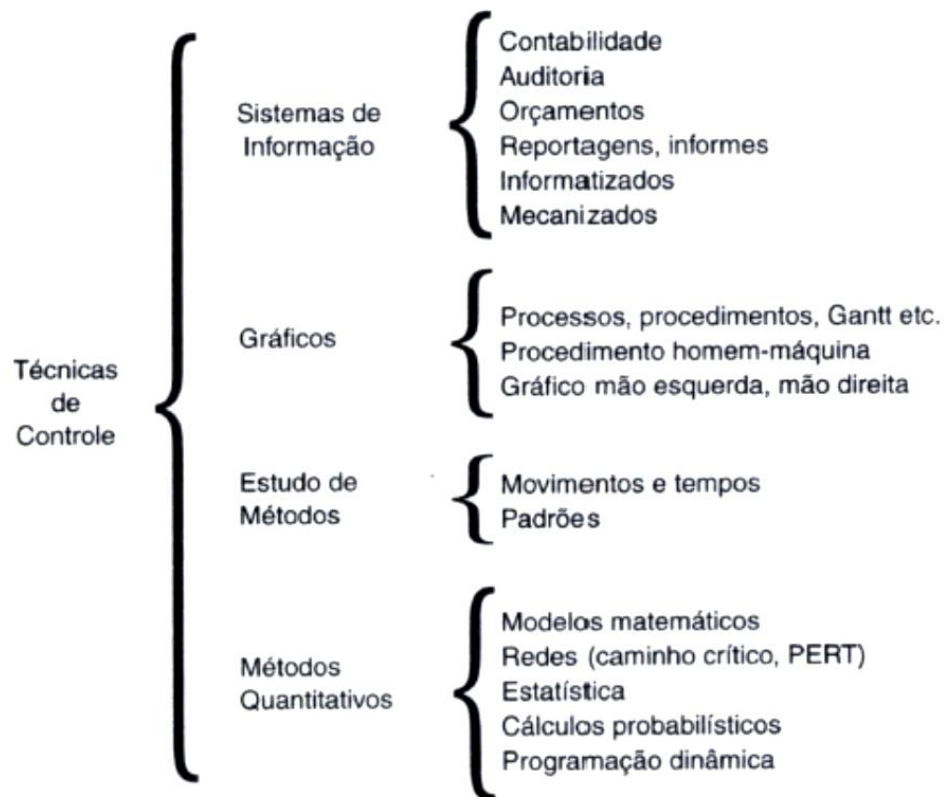 Técnicas
de
Controle
Sistemas de
Informação
Contabilidade
Auditoria
Orçamentos
Reportagens, informes
Informatizados
Mecanizados
Gráficos
Processos, procedimentos, Gantt etc.
Procedimento homem-máquina
Gráfico mão esquerda, mão direita
Estudo de
Métodos
Movimentos e tempos
Padrões
Métodos
Quantitativos
Modelos matemáticos
Redes (caminho crítico, PERT)
Estatística
Cálculos probabilísticos
Programação dinâmica